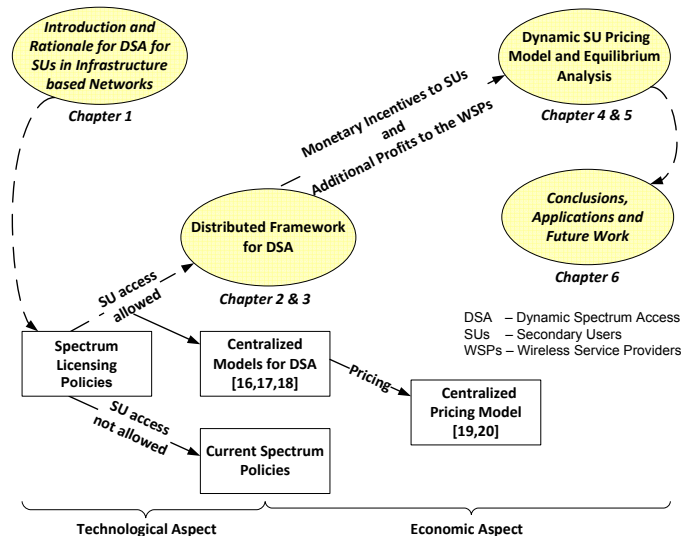 Introduction and
Rationale for DSA for
SUs in Infrastructure
based Networks
Chapter 1
Dynamic SU Pricing
Model and Equilibrium
Analysis
Chapter 4 & 5
Monetary Incentives to SUs
and
Additional Profits to the WSPs
Distributed Framework
for DSA
Chapter 2 & 3
Conclusions,
Applications and
Future Work
Chapter 6
SU access
allowed
DSA – Dynamic Spectrum Access
SUs – Secondary Users
WSPs – Wireless Service Providers
Spectrum
Licensing
Policies
Centralized
Models for DSA
[16,17,18]
Pricing
Centralized
Pricing Model
[19,20]
SU access
not allowed
Current Spectrum
Policies
Technological Aspect
Economic Aspect